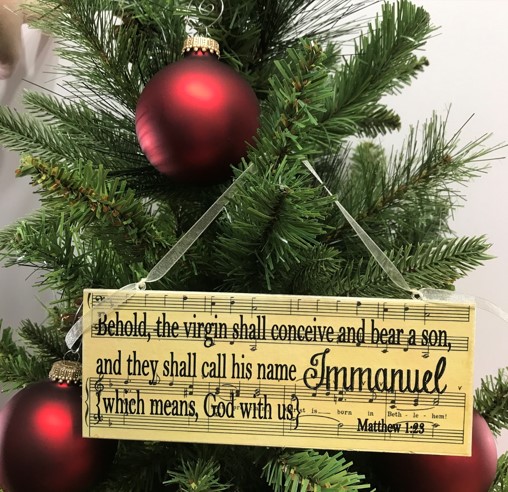 Behold, the virgin shall conceive and bear a son,
and they shall call his name Immanuel
{which means, God with us}
is born in Beth - le - hem!
Matthew 1:23